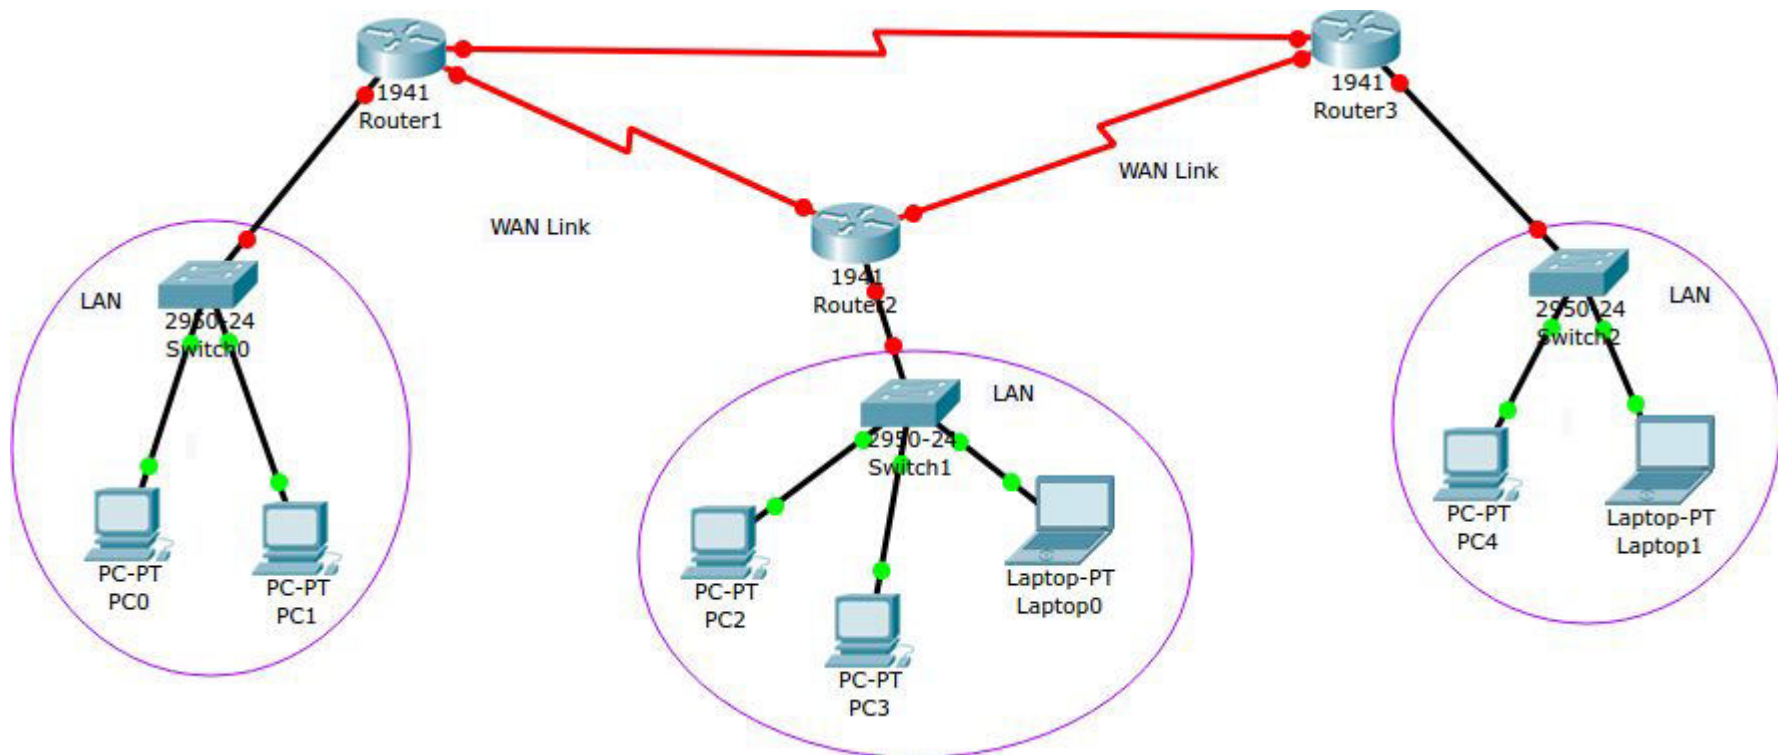 1941
Router1
1941
Router3
WAN Link
WAN Link
1941
Router2
LAN
2950-24
Switch0
LAN
2950-24
Switch2
LAN
2950-24
Switch1
PC-PT
PC0
PC-PT
PC1
PC-PT
PC2
PC-PT
PC3
Laptop-PT
Laptop0
PC-PT
PC4
Laptop-PT
Laptop1